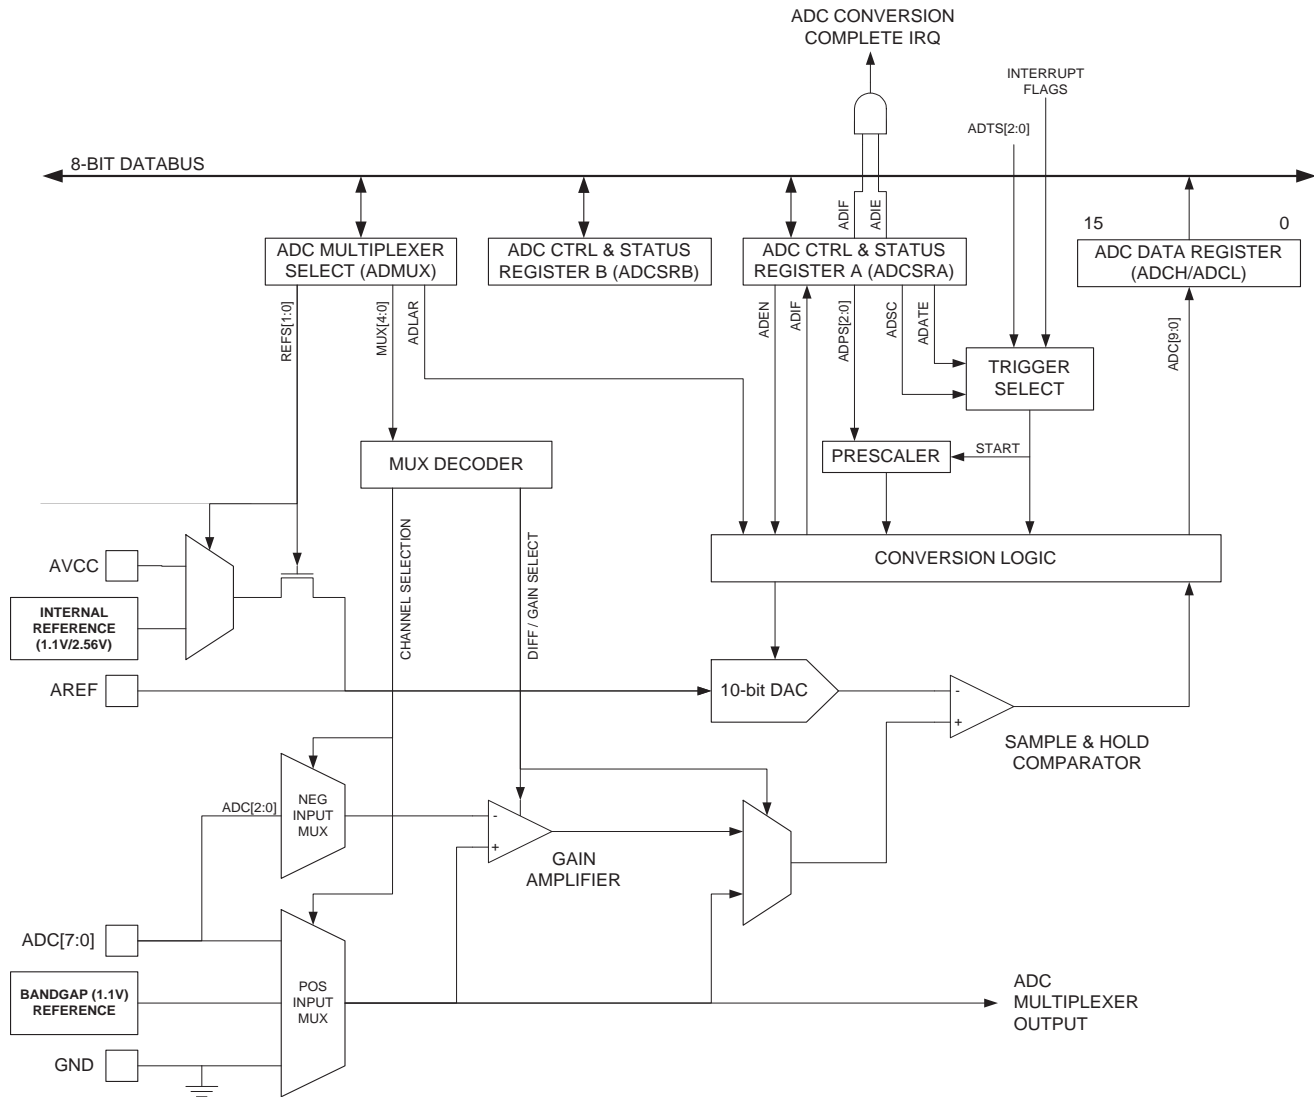 ADC CONVERSION
COMPLETE IRQ
INTERRUPT
FLAGS
ADTS[2:0]
8-BIT DATABUS
ADIF
ADIE
15
0
ADC MULTIPLEXER
SELECT (ADMUX)
ADC CTRL & STATUS
REGISTER B (ADCSRB)
ADC CTRL & STATUS
REGISTER A (ADCSRA)
ADC DATA REGISTER
(ADCH/ADCL)
REFS[1:0]
MUX[4:0]
ADLAR
ADEN
ADIF
ADPS[2:0]
ADSC
ADATE
ADC[9:0]
TRIGGER
SELECT
MUX DECODER
PRESCALER
START
CHANNEL SELECTION
DIFF / GAIN SELECT
AVCC
CONVERSION LOGIC
INTERNAL
REFERENCE
(1.1V/2.56V)
AREF
10-bit DAC
-
+
SAMPLE & HOLD
COMPARATOR
ADC[2:0]
NEG
INPUT
MUX
-
+
GAIN
AMPLIFIER
ADC[7:0]
BANDGAP (1.1V)
REFERENCE
POS
INPUT
MUX
ADC
MULTIPLEXER
OUTPUT
GND